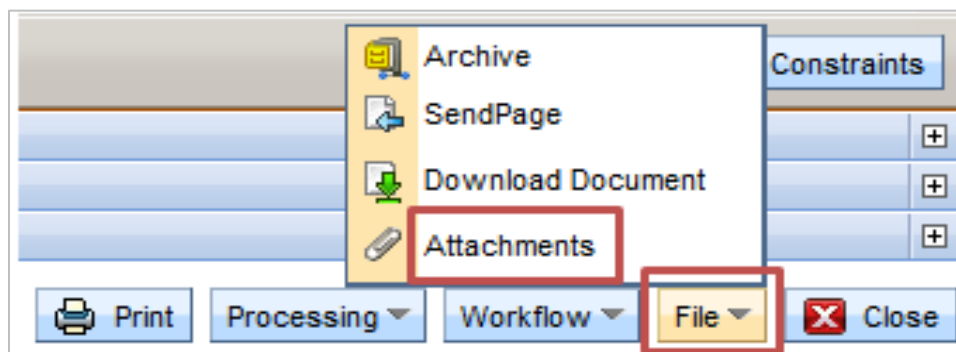 Archive
Constraints
SendPage
Download Document
Attachments
Print Processing Workflow File Close